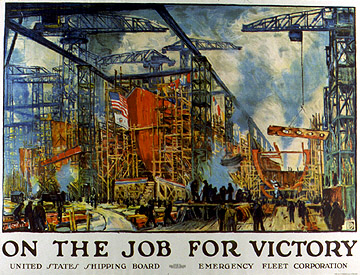 ON THE JOB FOR VICTORY
UNITED STATES SHIPPING BOARD EMERGENCY FLEET CORPORATION